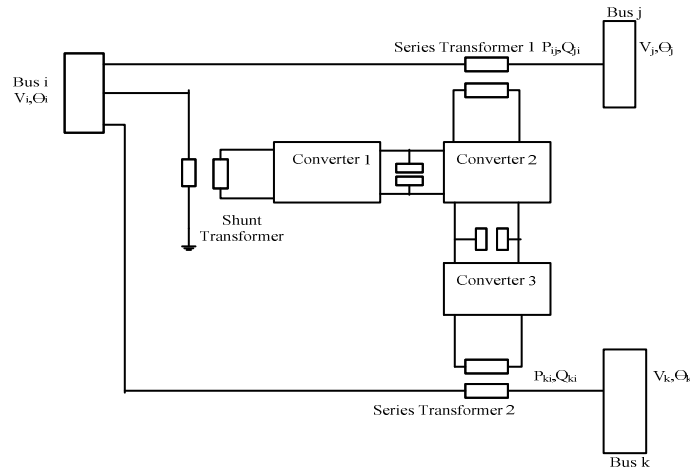 Bus j
Series Transformer 1 Pij,Qji
Vj,Θj
Bus i
Vi,Θi
Converter 1
Converter 2
Shunt
Transformer
Converter 3
Pki,Qki
Vk,Θk
Series Transformer 2
Bus k